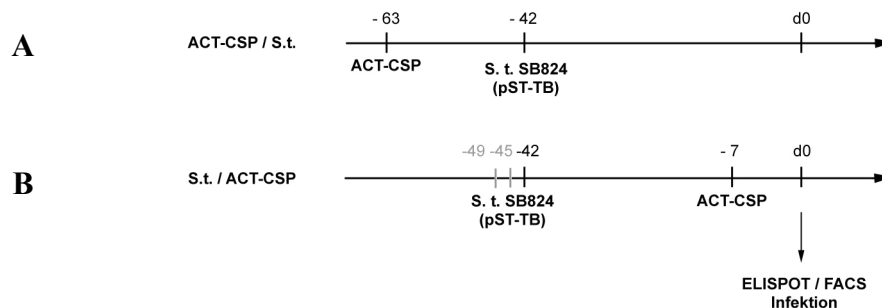 - 63 - 42 d0
A ACT-CSP / S.t.
ACT-CSP S. t. SB824
(pST-TB)
-49 -45 -42 - 7 d0
B S.t. / ACT-CSP
S. t. SB824 ACT-CSP
(pST-TB)
ELISPOT / FACS
Infektion